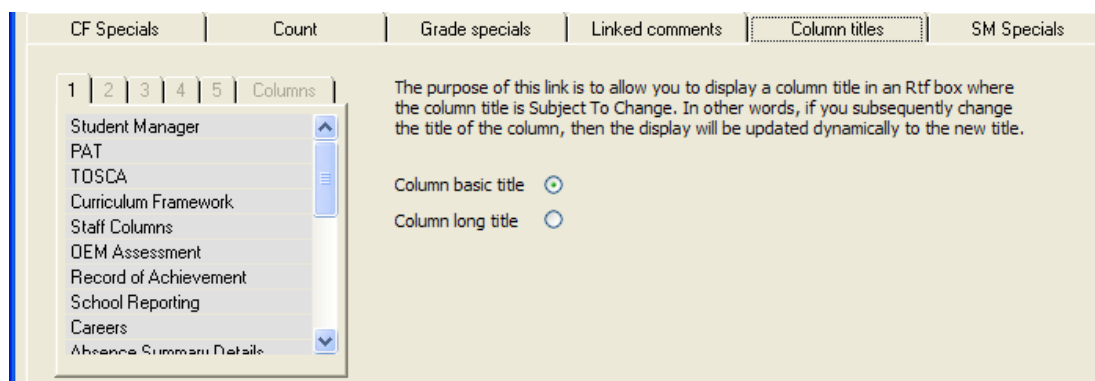 CF Specials Count Grade specials Linked comments Column titles SM Specials
1 2 3 4 5 Columns
Student Manager
PAT
TOSCA
Curriculum Framework
Staff Columns
OEM Assessment
Record of Achievement
School Reporting
Careers
Absence Summary Details
The purpose of this link is to allow you to display a column title in an Rtf box where
the column title is Subject To Change. In other words, if you subsequently change
the title of the column, then the display will be updated dynamically to the new title.
Column basic title
Column long title